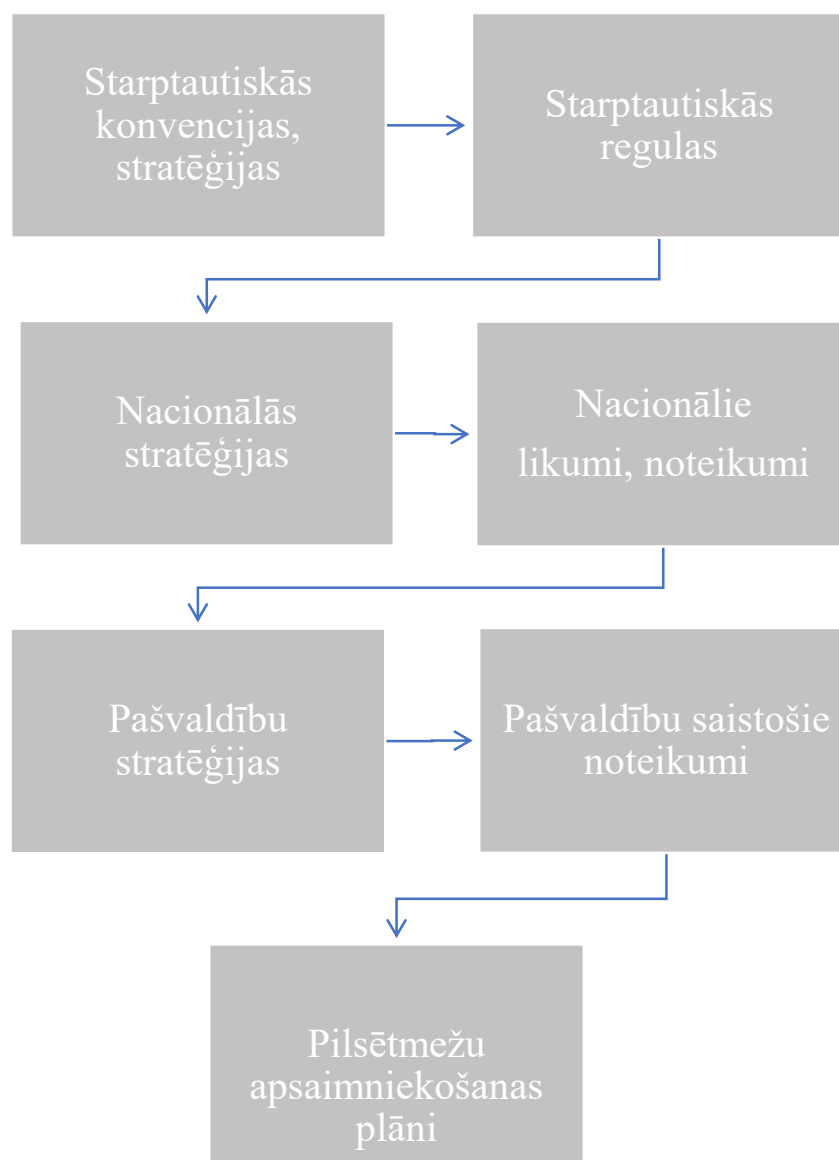 Starptautiskās
konvencijas,
stratēģijas
Starptautiskās
regulas
Nacionālās
stratēģijas
Nacionālie
likumi, noteikumi
Pašvaldību
stratēģijas
Pašvaldību saistošie
noteikumi
Pilsētmežu
apsaimniekošanas
plāni